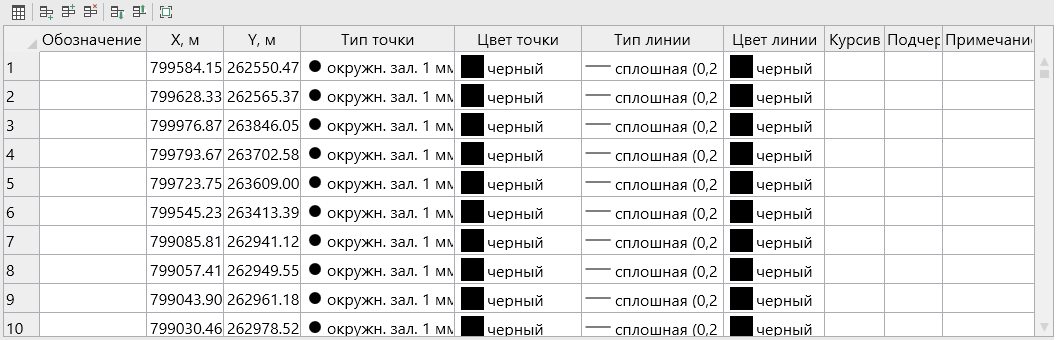 Обозначение X, м Y, м Тип точки Цвет точки Тип линии Цвет линии Курсив Подчер Примечание
1 799584.15 262550.47 окружн. зал. 1 мм черный сплошная (0,2 черный
2 799628.33 262565.37 окружн. зал. 1 мм черный сплошная (0,2 черный
3 799976.87 263846.05 окружн. зал. 1 мм черный сплошная (0,2 черный
4 799793.67 263702.58 окружн. зал. 1 мм черный сплошная (0,2 черный
5 799723.75 263609.00 окружн. зал. 1 мм черный сплошная (0,2 черный
6 799545.23 263413.39 окружн. зал. 1 мм черный сплошная (0,2 черный
7 799085.81 262941.12 окружн. зал. 1 мм черный сплошная (0,2 черный
8 799057.41 262949.55 окружн. зал. 1 мм черный сплошная (0,2 черный
9 799043.90 262961.18 окружн. зал. 1 мм черный сплошная (0,2 черный
10 799030.46 262978.52 окружн. зал. 1 мм черный сплошная (0,2 черный